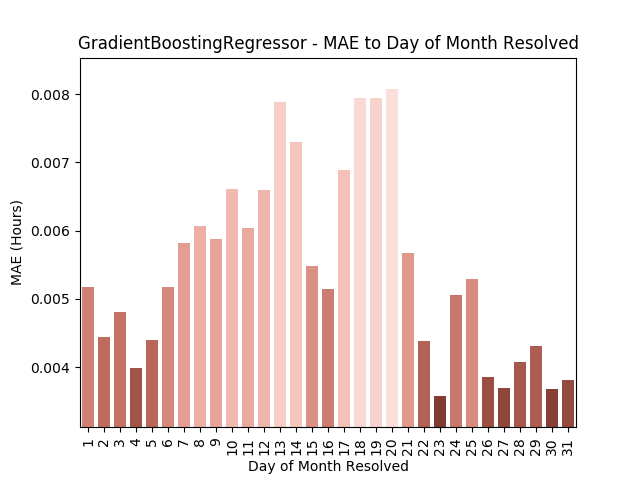 GradientBoostingRegressor - MAE to Day of Month Resolved
0.008
0.007
0.006
0.005
0.004
MAE (Hours)
1 2 3 4 5 6 7 8 9 10 11 12 13 14 15 16 17 18 19 20 21 22 23 24 25 26 27 28 29 30 31
Day of Month Resolved